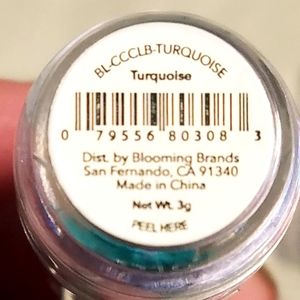 BL-CCCLB-TURQUOISE
Turquoise
0 79556 80308 3
Dist. by Blooming Brands
San Fernando, CA 91340
Made in China
Net Wt. 3g
PEEL HERE